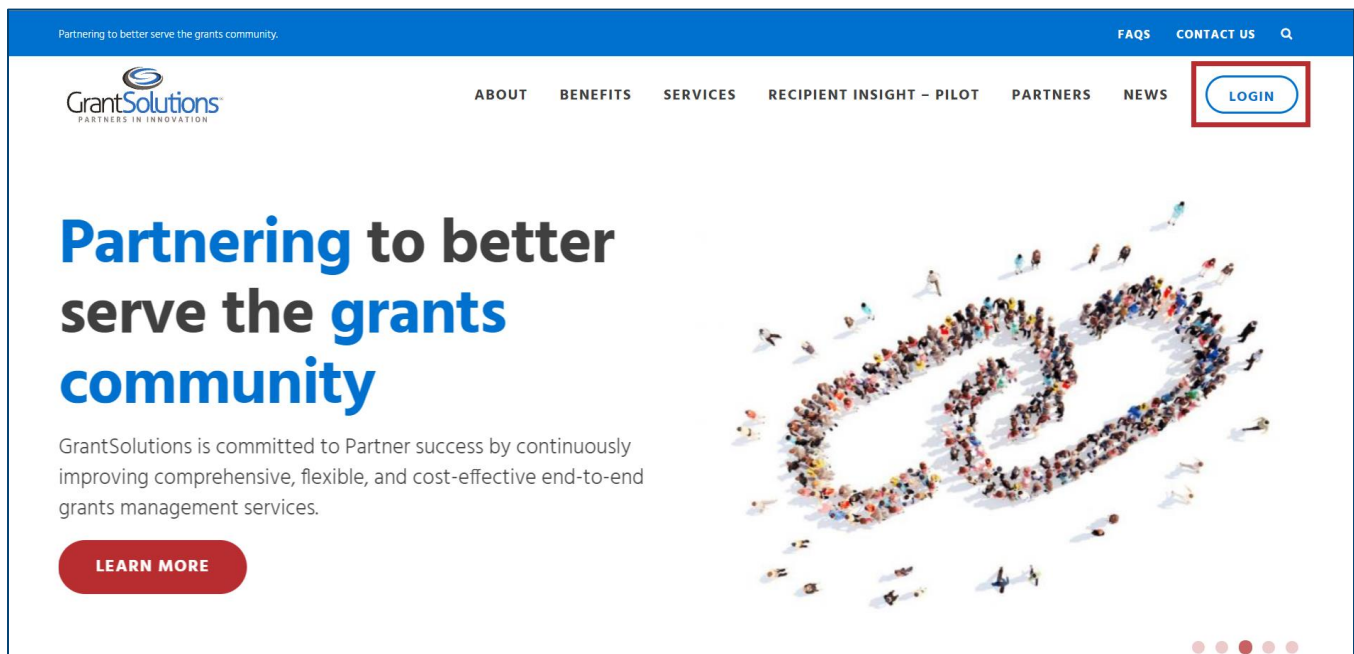 Partnering to better serve the grants community.
FAQS CONTACT US
GrantSolutions
PARTNERS IN INNOVATION
ABOUT BENEFITS SERVICES RECIPIENT INSIGHT – PILOT PARTNERS NEWS LOGIN
Partnering to better
serve the grants
community
GrantSolutions is committed to Partner success by continuously
improving comprehensive, flexible, and cost-effective end-to-end
grants management services.
LEARN MORE